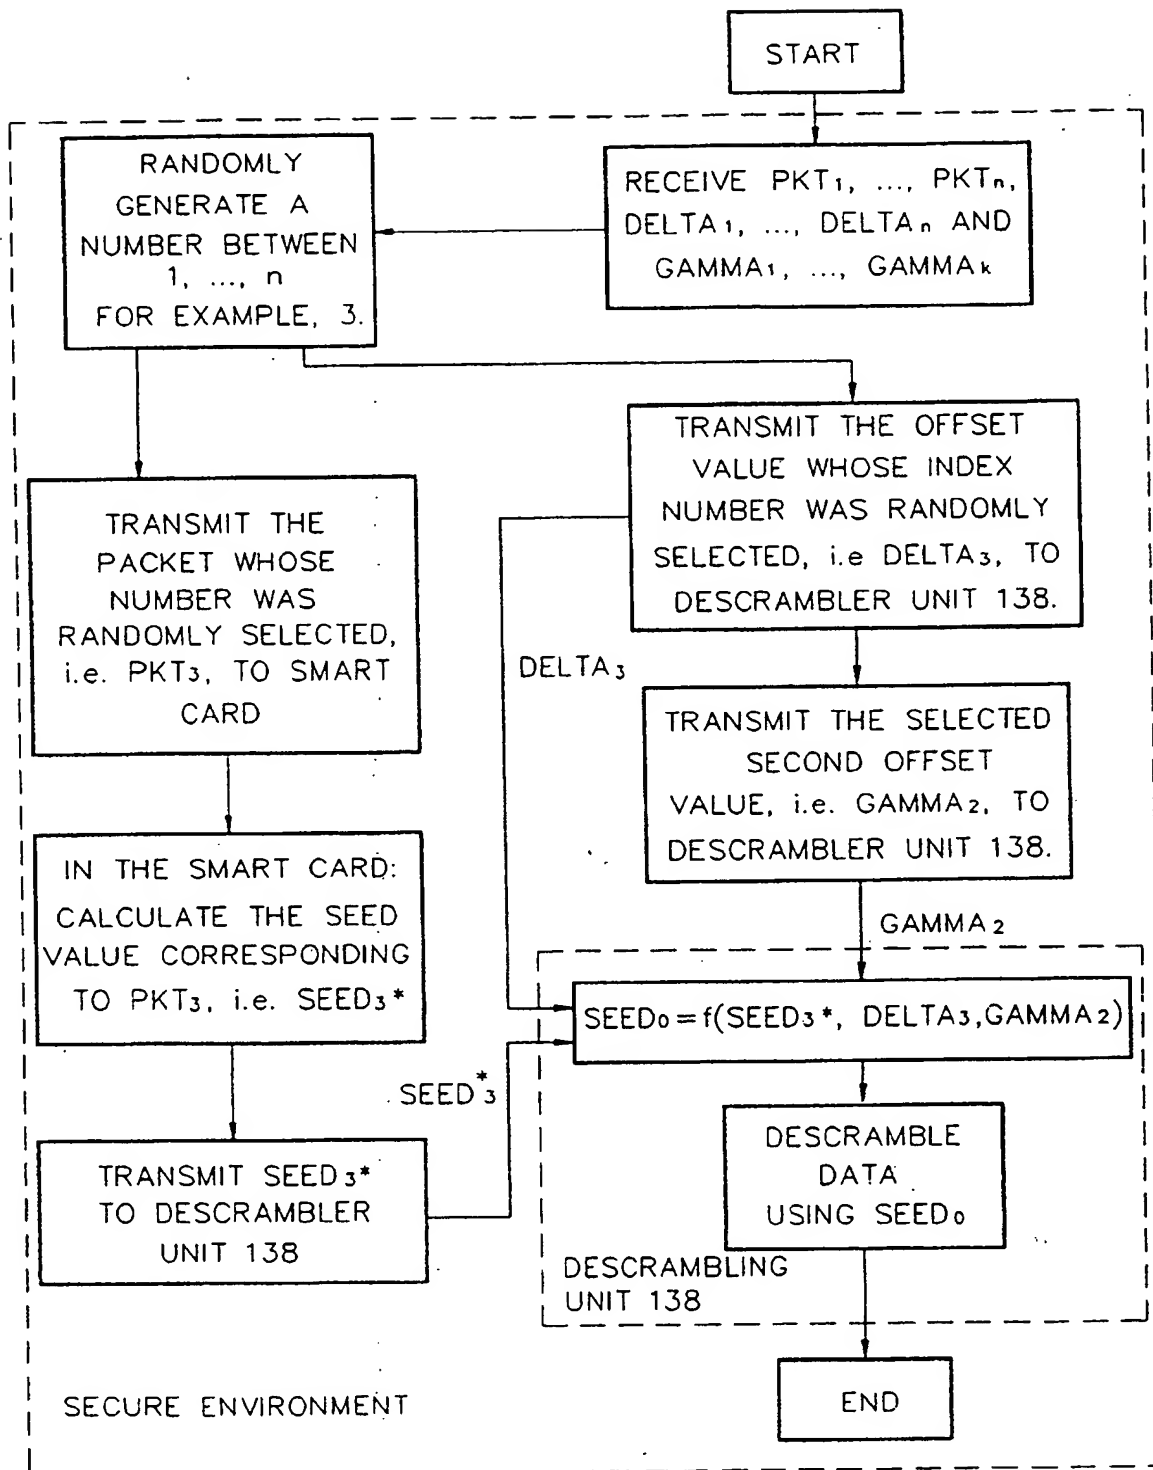 START
RECEIVE PKT₁, ..., PKTₙ,
DELTA₁, ..., DELTAₙ AND
GAMMA₁, ..., GAMMAₖ
RANDOMLY
GENERATE A
NUMBER BETWEEN
1, ..., n
FOR EXAMPLE, 3.
TRANSMIT THE OFFSET
VALUE WHOSE INDEX
NUMBER WAS RANDOMLY
SELECTED, i.e DELTA₃, TO
DESCRAMBLER UNIT 138.
TRANSMIT THE
PACKET WHOSE
NUMBER WAS
RANDOMLY SELECTED,
i.e. PKT₃, TO SMART
CARD
DELTA₃
TRANSMIT THE SELECTED
SECOND OFFSET
VALUE, i.e. GAMMA₂, TO
DESCRAMBLER UNIT 138.
IN THE SMART CARD:
CALCULATE THE SEED
VALUE CORRESPONDING
TO PKT₃, i.e. SEED₃*
GAMMA₂
SEED₀ = f(SEED₃*, DELTA₃,GAMMA₂)
SEED₃*
TRANSMIT SEED₃*
TO DESCRAMBLER
UNIT 138
DESCRAMBLE
DATA
USING SEED₀
DESCRAMBLING
UNIT 138
END
SECURE ENVIRONMENT